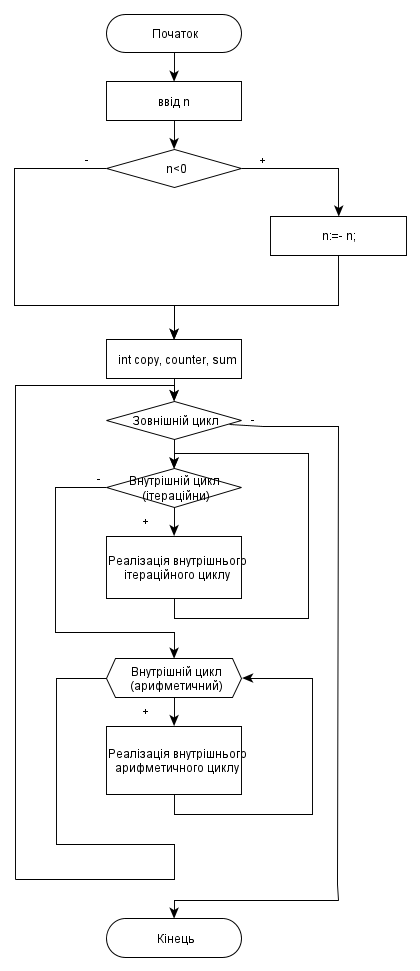 Початок
ввід n
n<0
-
+
n:=- n;
int copy, counter, sum
Зовнішній цикл
-
Внутрішній цикл
(ітераційни)
-
+
Реалізація внутрішнього
ітераційного циклу
Внутрішній цикл
(арифметичний)
+
Реалізація внутрішнього
арифметичного циклу
Кінець